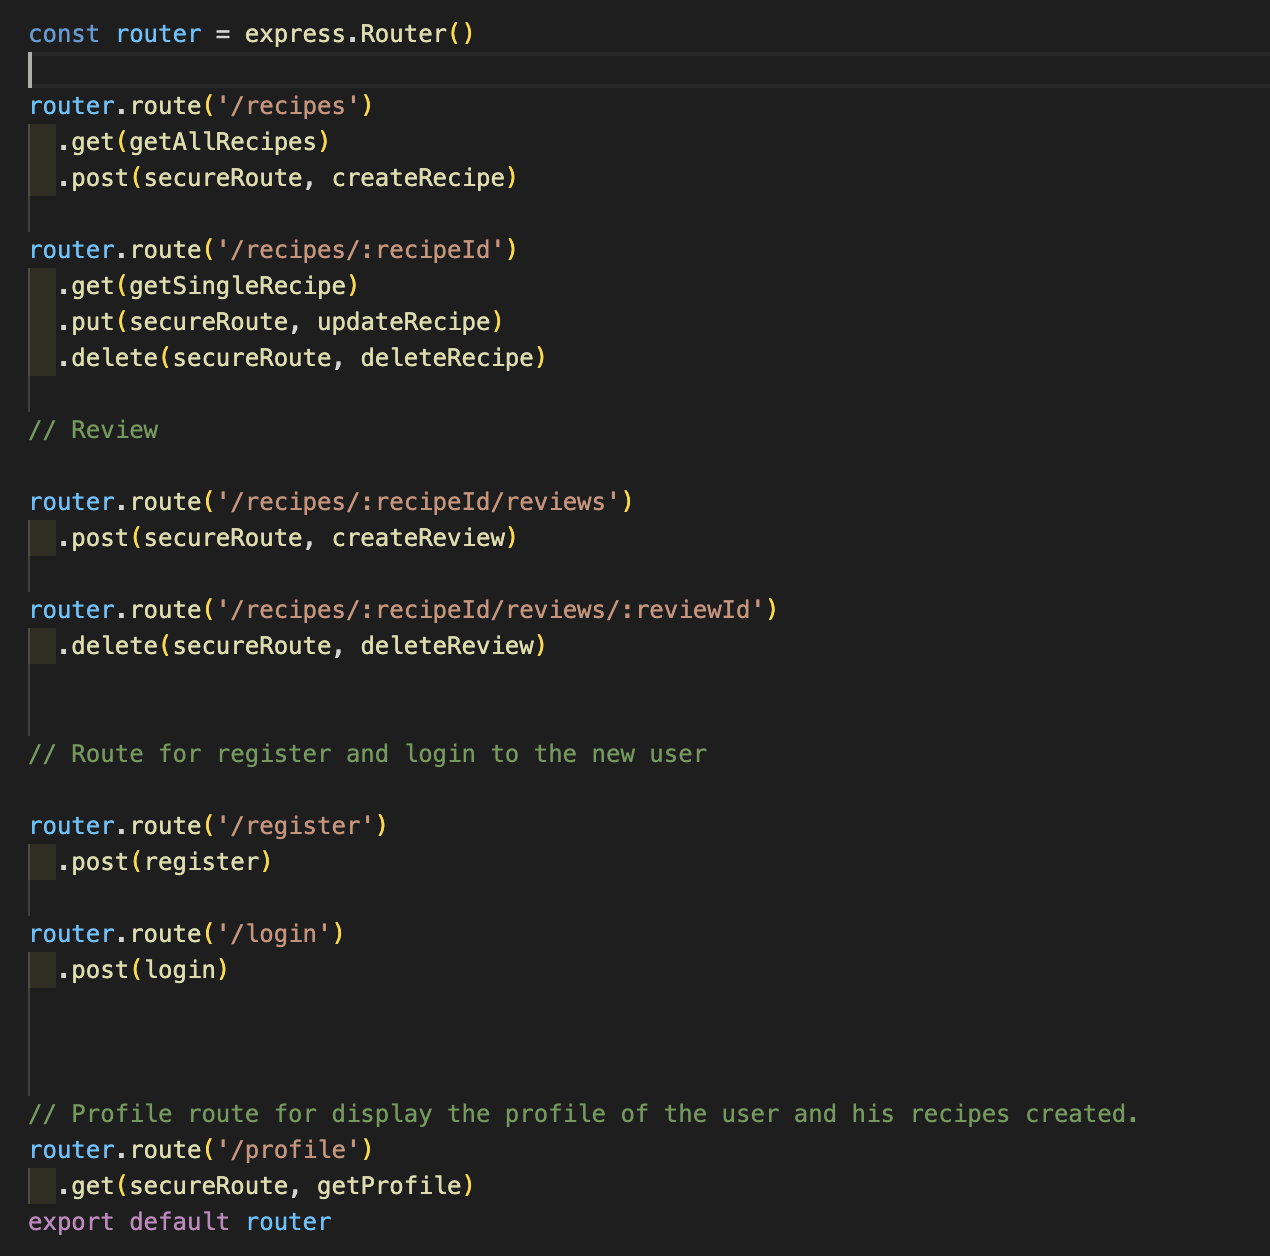 const router = express.Router()
router.route('/recipes')
.get(getAllRecipes)
.post(secureRoute, createRecipe)
router.route('/recipes/:recipeId')
.get(getSingleRecipe)
.put(secureRoute, updateRecipe)
.delete(secureRoute, deleteRecipe)
// Review
router.route('/recipes/:recipeId/reviews')
.post(secureRoute, createReview)
router.route('/recipes/:recipeId/reviews/:reviewId')
.delete(secureRoute, deleteReview)
// Route for register and login to the new user
router.route('/register')
.post(register)
router.route('/login')
.post(login)
// Profile route for display the profile of the user and his recipes created.
router.route('/profile')
.get(secureRoute, getProfile)
export default router